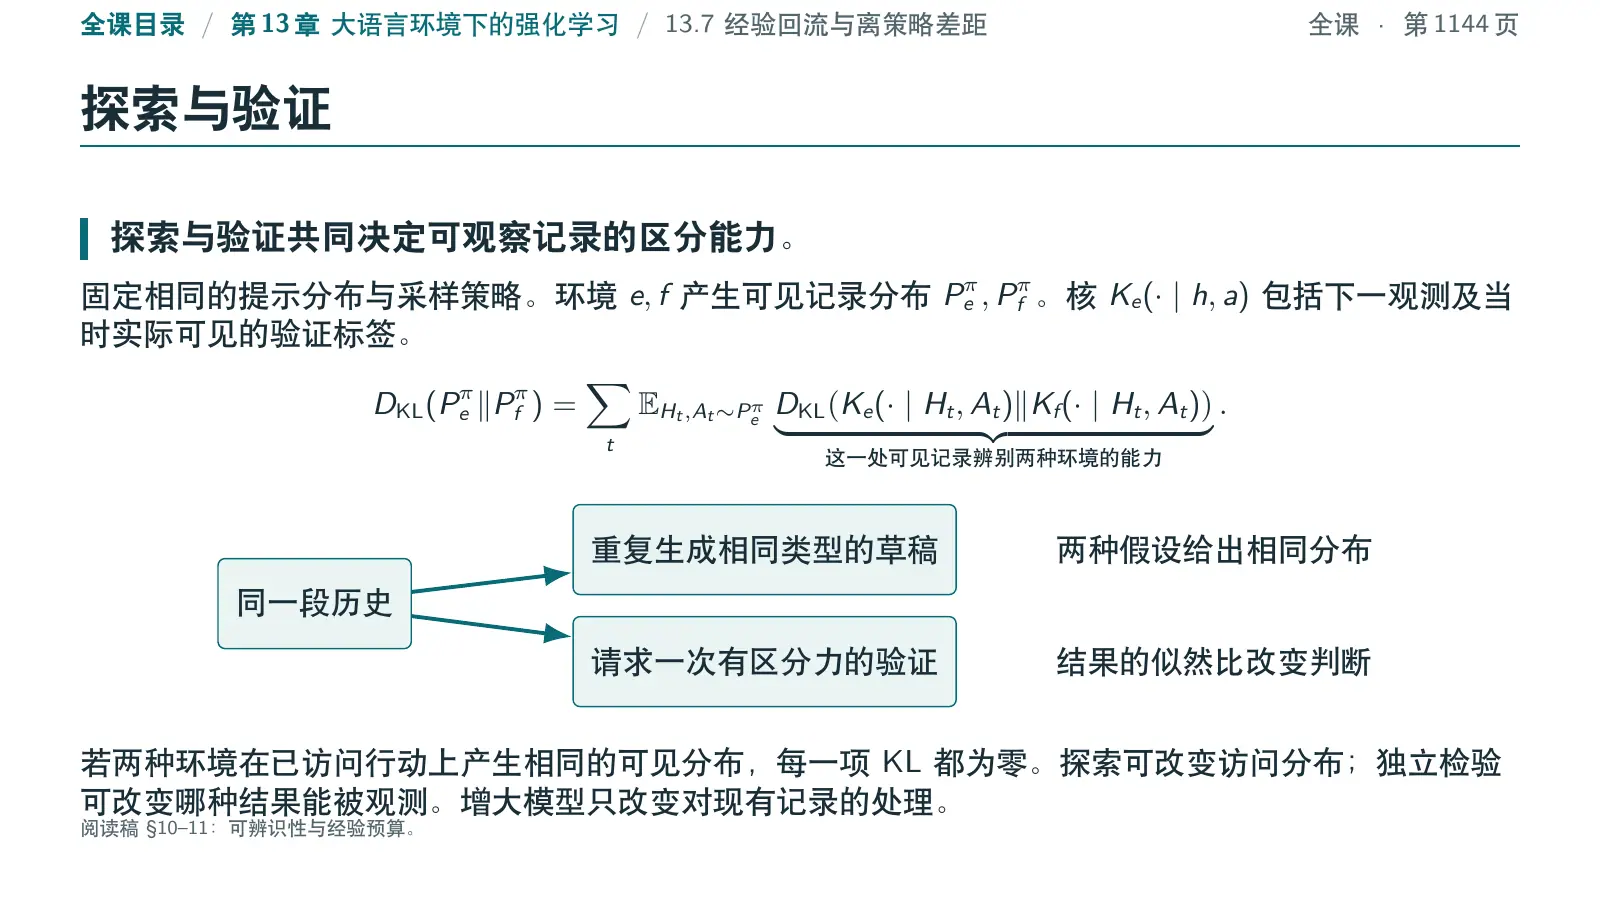 全课目录 / 第13章 大语言环境下的强化学习 / 13.7 经验回流与离策略差距 全课 · 第1144页
探索与验证
探索与验证共同决定可观察记录的区分能力。
固定相同的提示分布与采样策略。环境 e, f 产生可见记录分布 P_e^π, P_f^π。核 K_e(· | h, a) 包括下一观测及当
时实际可见的验证标签。
D_KL(P_e^π‖P_f^π) = ∑_t 𝔼_{H_t,A_t∼P_e^π} D_KL(K_e(· | H_t, A_t)‖K_f(· | H_t, A_t)).
这一处可见记录辨别两种环境的能力
重复生成相同类型的草稿 两种假设给出相同分布
同一段历史
请求一次有区分力的验证 结果的似然比改变判断
若两种环境在已访问行动上产生相同的可见分布，每一项 KL 都为零。探索可改变访问分布；独立检验
可改变哪种结果能被观测。增大模型只改变对现有记录的处理。
阅读稿 §10–11：可辨识性与经验预算。